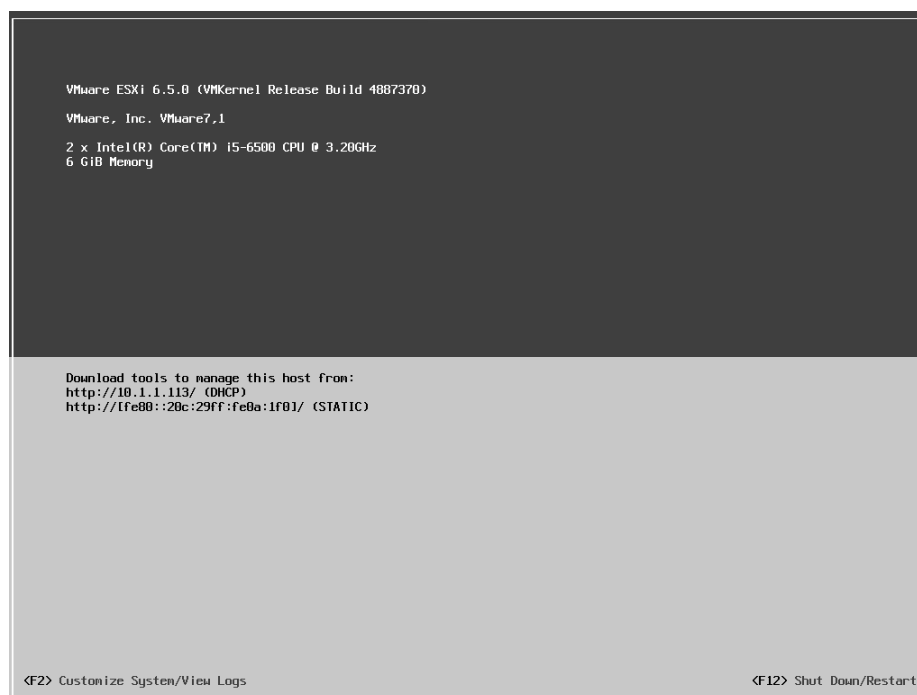 VMware ESXi 6.5.0 (VMKernel Release Build 4887370)
VMware, Inc. VMware7,1
2 x Intel(R) Core(TM) i5-6500 CPU @ 3.20GHz
6 GiB Memory
Download tools to manage this host from:
http://10.1.1.113/ (DHCP)
http://[fe80::20c:29ff:fe0a:1f0]/ (STATIC)
<F2> Customize System/View Logs
<F12> Shut Down/Restart